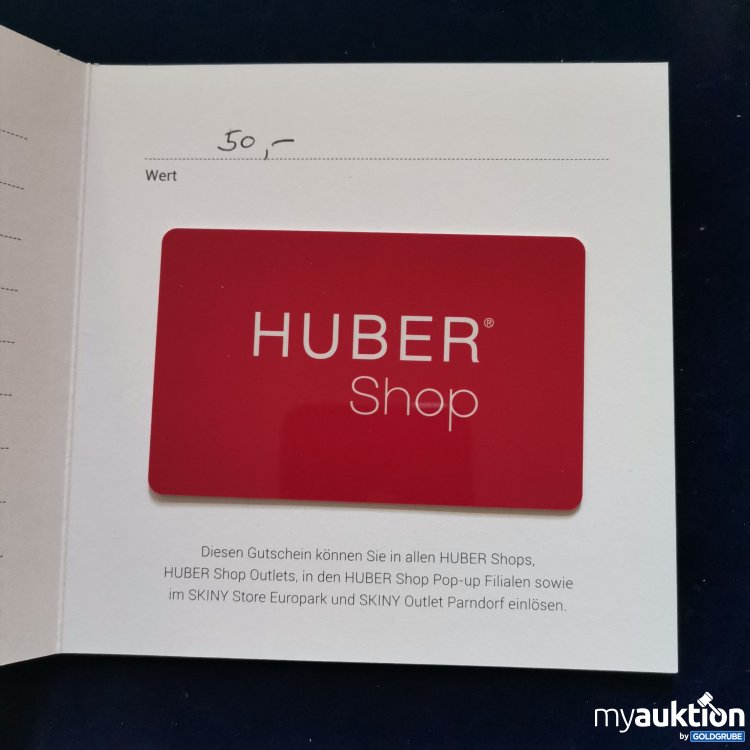 50,-
Wert
HUBER®
Shop
Diesen Gutschein können Sie in allen HUBER Shops,
HUBER Shop Outlets, in den HUBER Shop Pop-up Filialen sowie
im SKINY Store Europark und SKINY Outlet Parndorf einlösen.
myauktion
by GOLDGRUBE